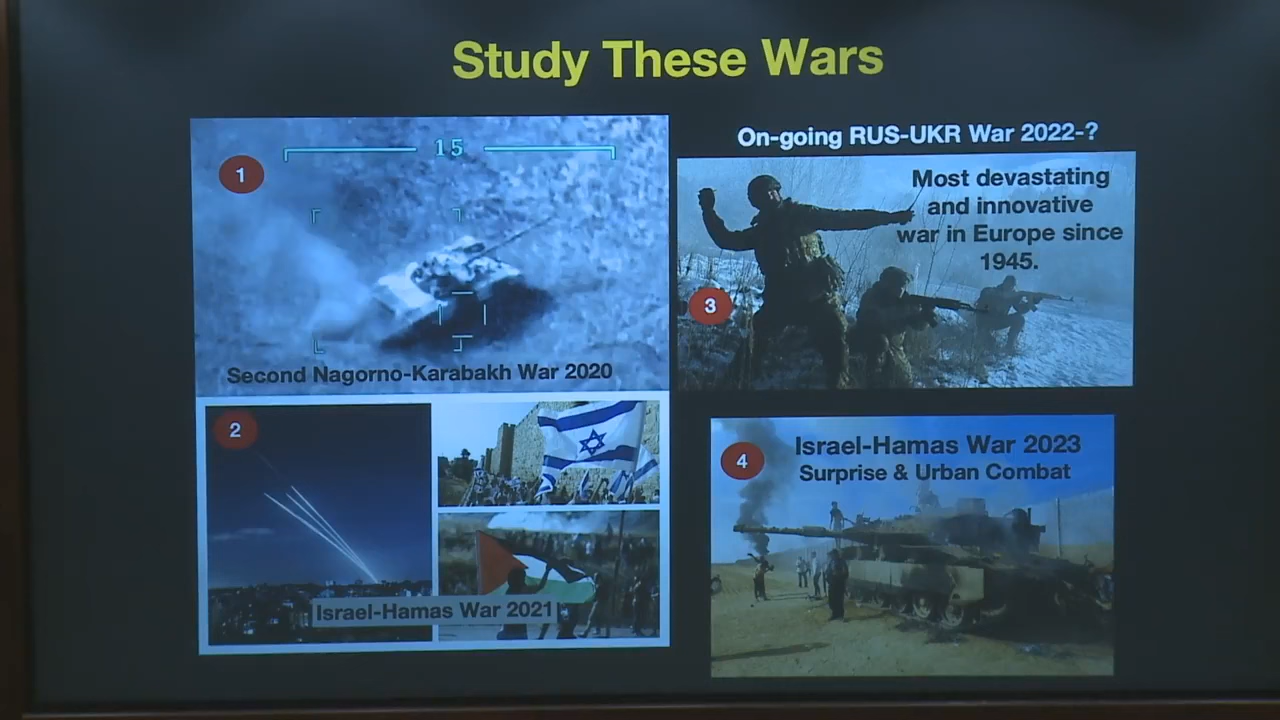 Study These Wars
1
15
Second Nagorno-Karabakh War 2020
2
Israel-Hamas War 2021
On-going RUS-UKR War 2022-?
Most devastating
and innovative
war in Europe since
1945.
3
4
Israel-Hamas War 2023
Surprise & Urban Combat